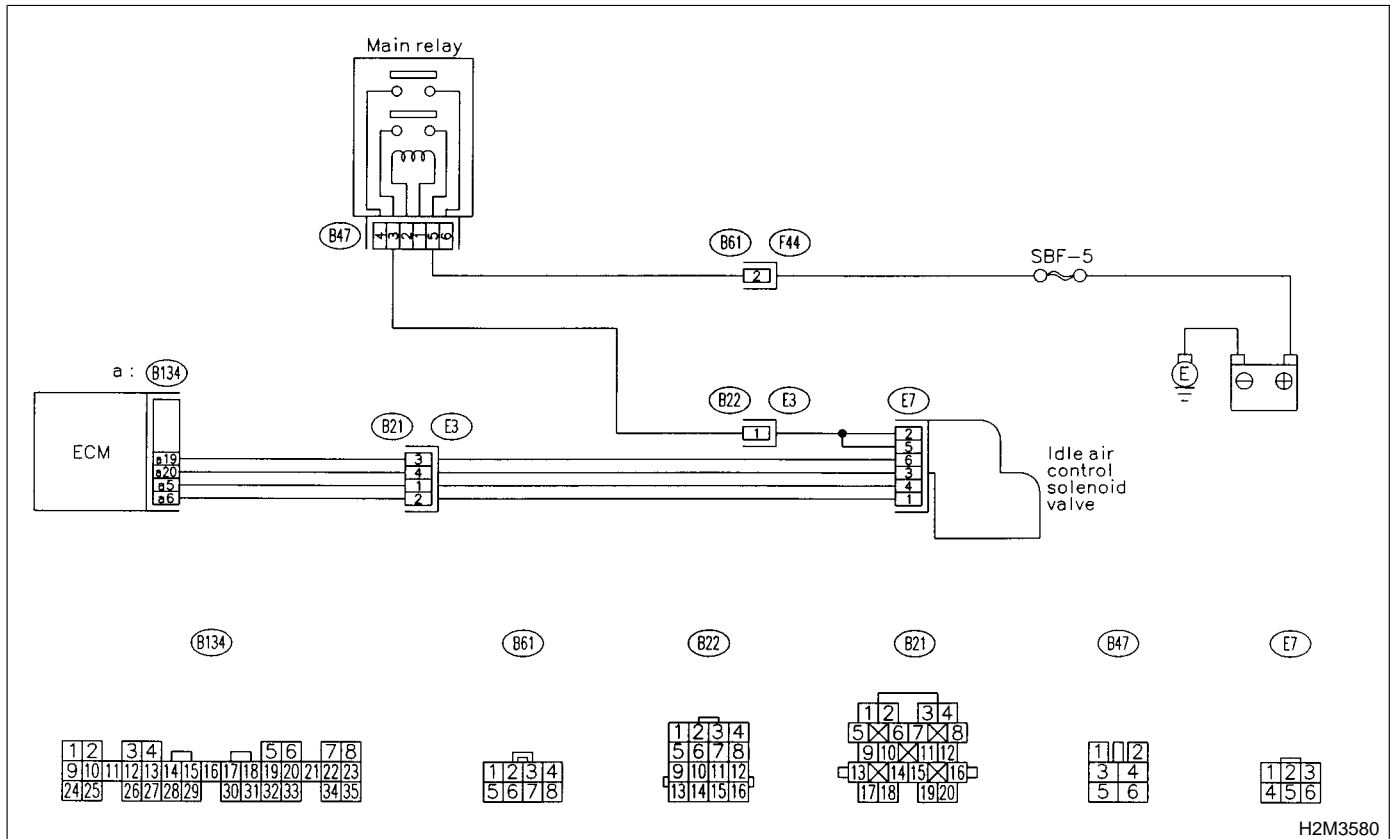 Main relay
B47
4 3 2 1 5 6
B61 F44
2
SBF-5
E
⊖ ⊕
a : B134
ECM
a19
a20
a5
a6
B21 E3
3
4
1
2
B22 E3
1
E7
2
5
6
3
4
1
Idle air
control
solenoid
valve
B134
1 2 3 4 5 6 7 8
9 10 11 12 13 14 15 16 17 18 19 20 21 22 23
24 25 26 27 28 29 30 31 32 33 34 35
B61
1 2 3 4
5 6 7 8
B22
1 2 3 4
5 6 7 8
9 10 11 12
13 14 15 16
B21
1 2 3 4
5 6 7 8
9 10 11 12
13 14 15 16
17 18 19 20
B47
1 2
3 4
5 6
E7
1 2 3
4 5 6
H2M3580